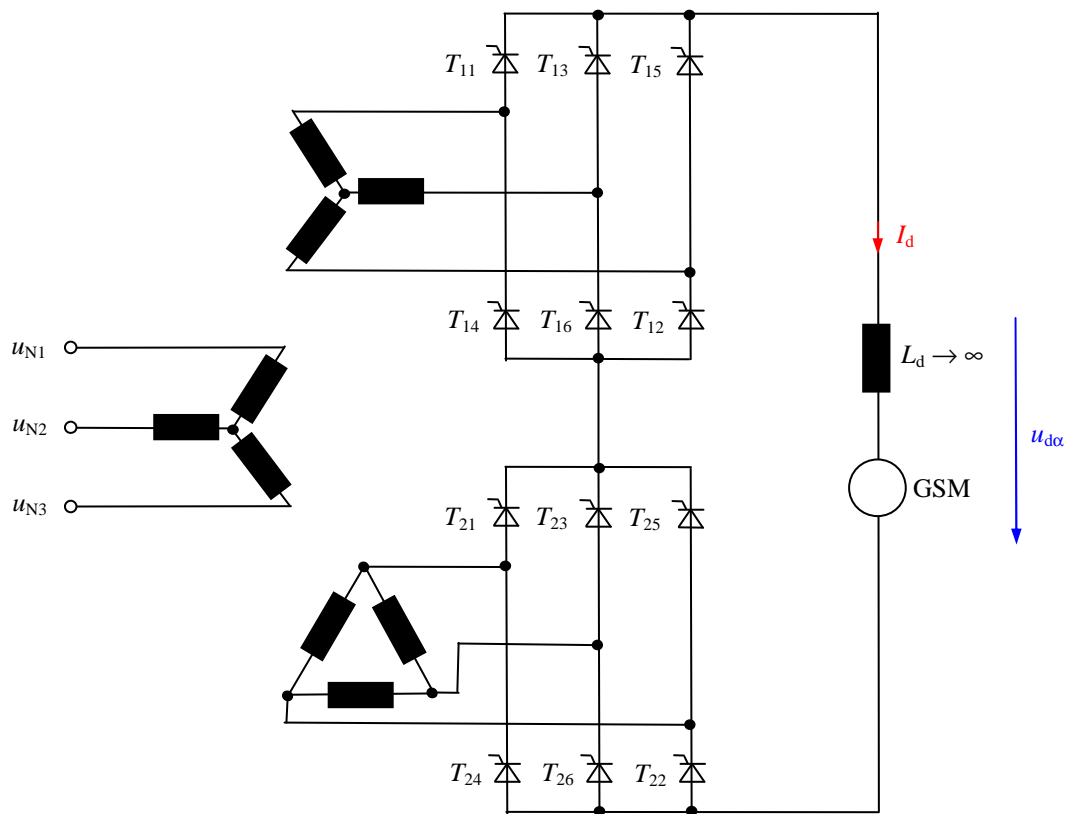 T11 T13 T15
Id
T14 T16 T12
uN1
Ld → ∞
uN2
udα
GSM
uN3
T21 T23 T25
T24 T26 T22